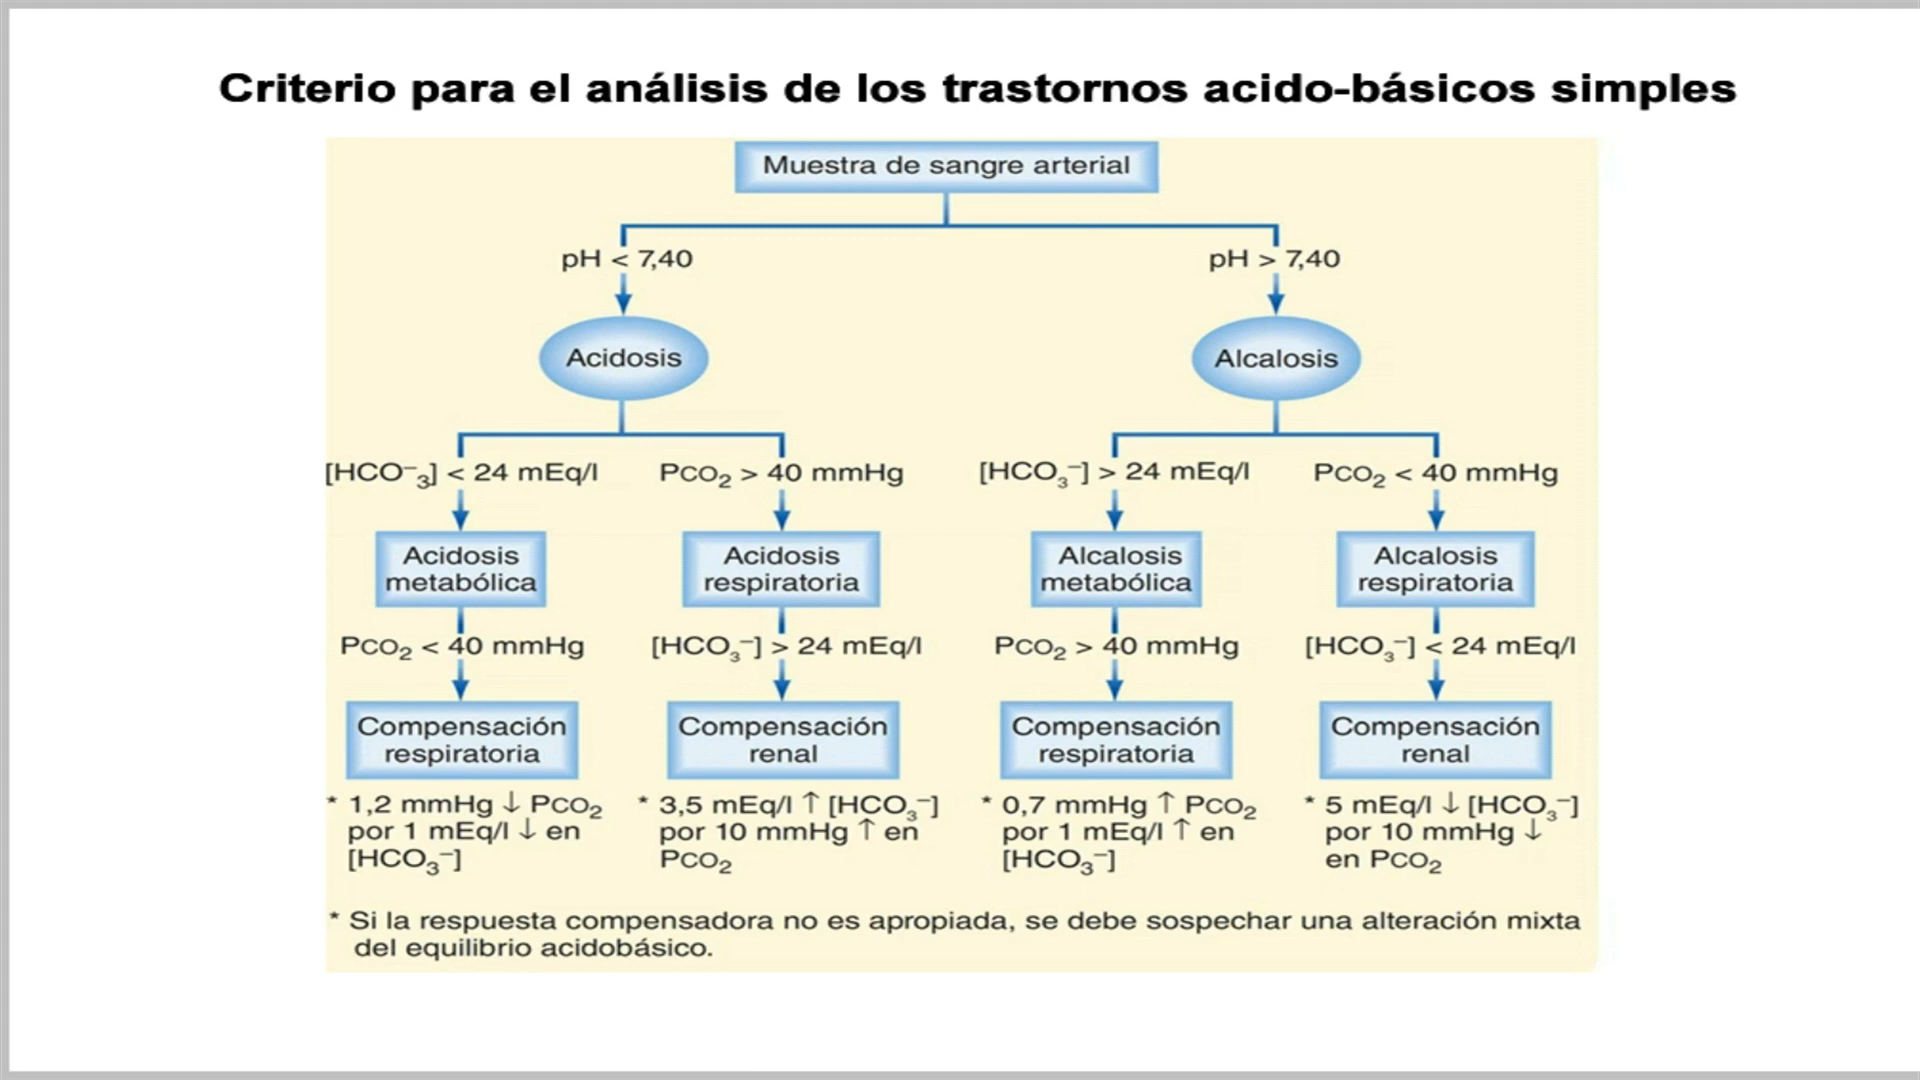 Criterio para el análisis de los trastornos acido-básicos simples
Muestra de sangre arterial
pH < 7,40
pH > 7,40
Acidosis
Alcalosis
[HCO⁻₃] < 24 mEq/l
PCO₂ > 40 mmHg
[HCO₃⁻] > 24 mEq/l
PCO₂ < 40 mmHg
Acidosis
metabólica
Acidosis
respiratoria
Alcalosis
metabólica
Alcalosis
respiratoria
PCO₂ < 40 mmHg
[HCO₃⁻] > 24 mEq/l
PCO₂ > 40 mmHg
[HCO₃⁻] < 24 mEq/l
Compensación
respiratoria
Compensación
renal
Compensación
respiratoria
Compensación
renal
* 1,2 mmHg ↓ PCO₂
por 1 mEq/l ↓ en
[HCO₃⁻]
* 3,5 mEq/l ↑ [HCO₃⁻]
por 10 mmHg ↑ en
PCO₂
* 0,7 mmHg ↑ PCO₂
por 1 mEq/l ↑ en
[HCO₃⁻]
* 5 mEq/l ↓ [HCO₃⁻]
por 10 mmHg ↓
en PCO₂
* Si la respuesta compensadora no es apropiada, se debe sospechar una alteración mixta
del equilibrio acidobásico.